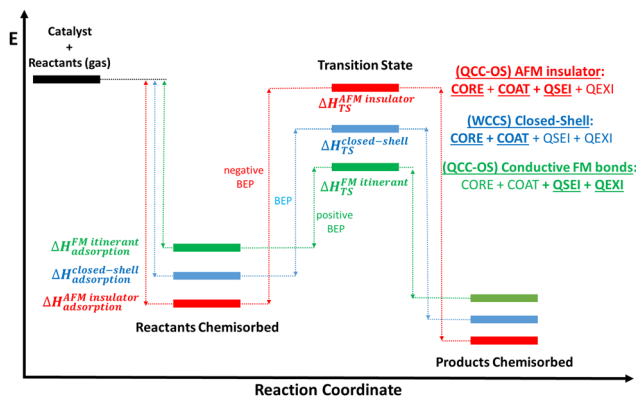 E
Catalyst
+
Reactants (gas)
Transition State
ΔH_TS^AFM insulator
ΔH_TS^closed-shell
ΔH_TS^FM itinerant
(QCC-OS) AFM insulator:
CORE + COAT + QSEI + QEXI
(WCCS) Closed-Shell:
CORE + COAT + QSEI + QEXI
(QCC-OS) Conductive FM bonds:
CORE + COAT + QSEI + QEXI
negative
BEP
BEP
positive
BEP
ΔH_adsorption^FM itinerant
ΔH_adsorption^closed-shell
ΔH_adsorption^AFM insulator
Reactants Chemisorbed
Products Chemisorbed
Reaction Coordinate